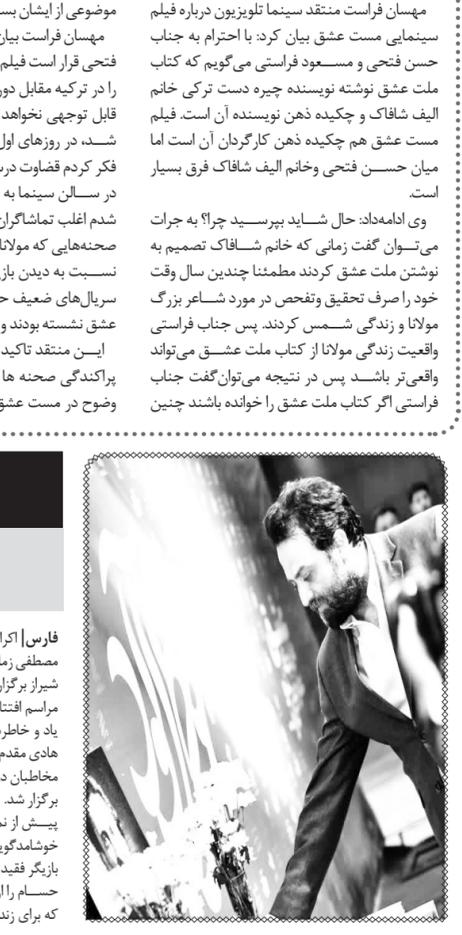 مهسان فراست منتقد سینما تلویزیون درباره فیلم
سینمایی مست عشق بیان کرد: با احترام به جناب
حسن فتحی و مسعود فراستی می‌گویم که کتاب
ملت عشق نوشته نویسنده چیره دست ترکی خانم
الیف شافاک و چکیده ذهن نویسنده آن است. فیلم
مست عشق هم چکیده ذهن کارگردان آن است اما
میان حسن فتحی وخانم الیف شافاک فرق بسیار
است.
وی ادامه‌داد: حال شاید بپرسید چرا؟ به جرات
می‌توان گفت زمانی که خانم شافاک تصمیم به
نوشتن ملت عشق کردند مطمئنا چندین سال وقت
خود را صرف تحقیق وتفحص در مورد شاعر بزرگ
مولانا و زندگی شمس کردند. پس جناب فراستی
واقعیت زندگی مولانا از کتاب ملت عشق می‌تواند
واقعی‌تر باشد پس در نتیجه می‌توان‌گفت جناب
فراستی اگر کتاب ملت عشق را خوانده باشند چنین
موضوعی از ایشان بس
مهسان فراست بیان
فتحی قرار است فیلم
را در ترکیه مقابل دور
قابل توجهی نخواهد
شد، در روزهای اول
فکر کردم قضاوت در
در سالن سینما به
شدم اغلب تماشاگران
صحنه‌هایی که مولانا
نسبت به دیدن باز
سریال‌های ضعیف
عشق نشسته بودند و
این منتقد تاکید
پراکندگی صحنه ها
وضوح در مست عشق
فارس| اکرا
مصطفی زما
شیراز برگزار
مراسم افتتا
یاد و خاطر
هادی مقدم
مخاطبان د
برگزار شد.
پیش از نم
خوشامدگوی
بازیگر فقید
حسام را از
که برای زند